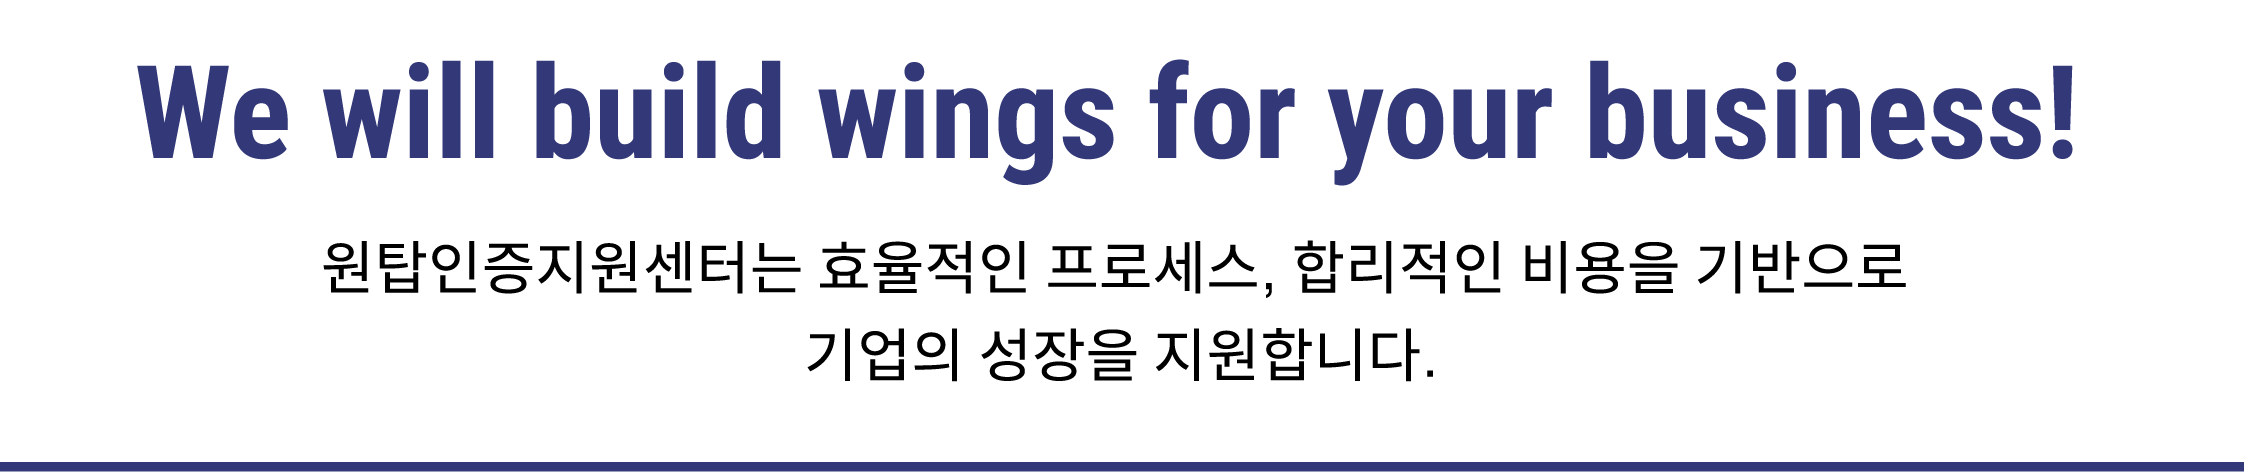 We will build wings for your business!
원탑인증지원센터는 효율적인 프로세스, 합리적인 비용을 기반으로
기업의 성장을 지원합니다.